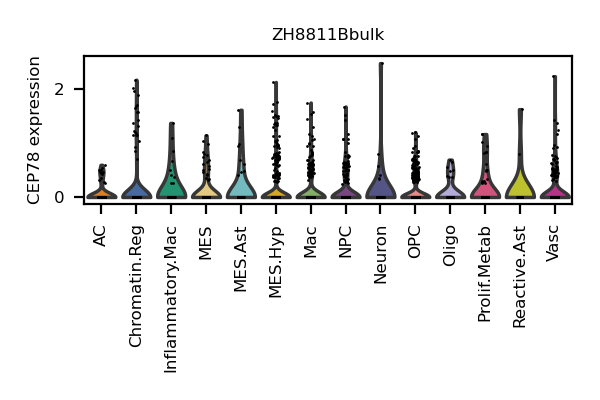 ZH8811Bbulk
CEP78 expression
2
0
AC
Chromatin.Reg
Inflammatory.Mac
MES
MES.Ast
MES.Hyp
Mac
NPC
Neuron
OPC
Oligo
Prolif.Metab
Reactive.Ast
Vasc